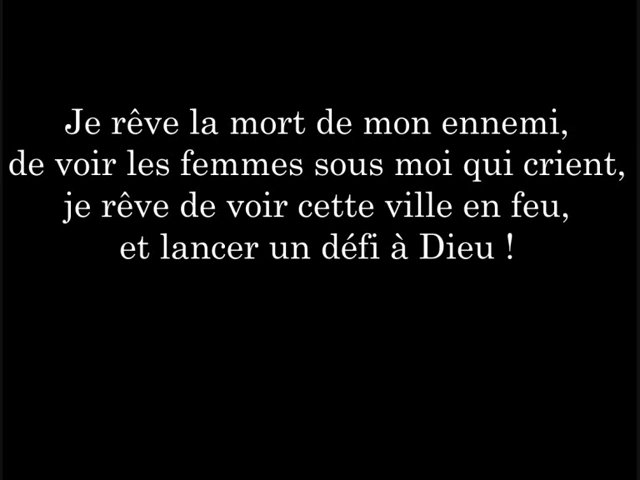 Je rêve la mort de mon ennemi,
de voir les femmes sous moi qui crient,
je rêve de voir cette ville en feu,
et lancer un défi à Dieu !